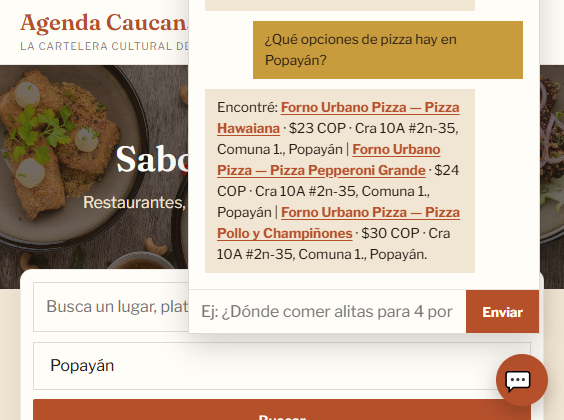 Agenda Caucan
LA CARTELERA CULTURAL DE
¿Qué opciones de pizza hay en
Popayán?
Encontré: Forno Urbano Pizza — Pizza
Hawaiana · $23 COP · Cra 10A #2n-35,
Comuna 1., Popayán | Forno Urbano
Pizza — Pizza Pepperoni Grande · $24
COP · Cra 10A #2n-35, Comuna 1.,
Popayán | Forno Urbano Pizza — Pizza
Pollo y Champiñones · $30 COP · Cra
10A #2n-35, Comuna 1., Popayán.
Sabo
Restaurantes,
Ej: ¿Dónde comer alitas para 4 por
Enviar
Busca un lugar, plat
Popayán
Buscar